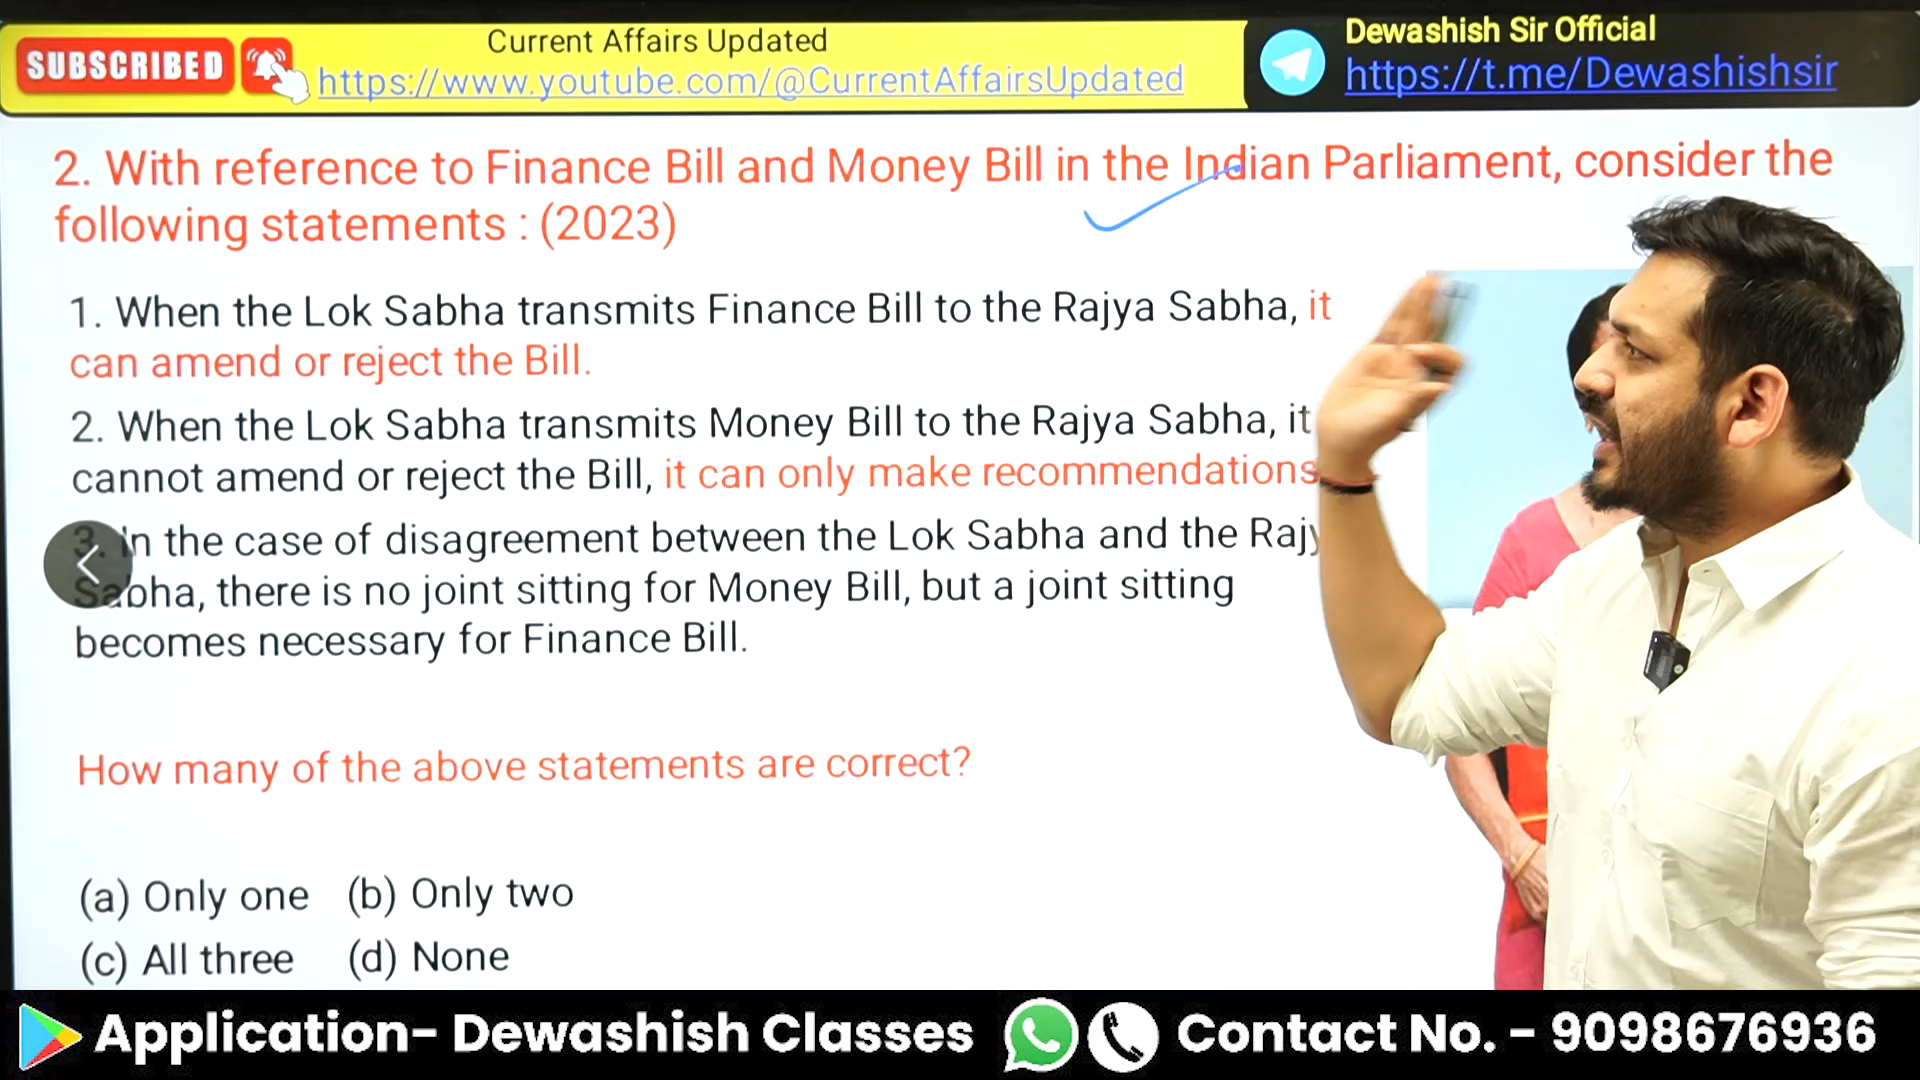 SUBSCRIBED
Current Affairs Updated
https://www.youtube.com/@CurrentAffairsUpdated
Dewashish Sir Official
https://t.me/Dewashishsir
2. With reference to Finance Bill and Money Bill in the Indian Parliament, consider the
following statements : (2023)
1. When the Lok Sabha transmits Finance Bill to the Rajya Sabha, it
can amend or reject the Bill.
2. When the Lok Sabha transmits Money Bill to the Rajya Sabha, it
cannot amend or reject the Bill, it can only make recommendations
3. In the case of disagreement between the Lok Sabha and the
Sabha, there is no joint sitting for Money Bill, but a joint sitting
becomes necessary for Finance Bill.
How many of the above statements are correct?
(a) Only one (b) Only two
(c) All three (d) None
Application- Dewashish Classes
Contact No. - 9098676936